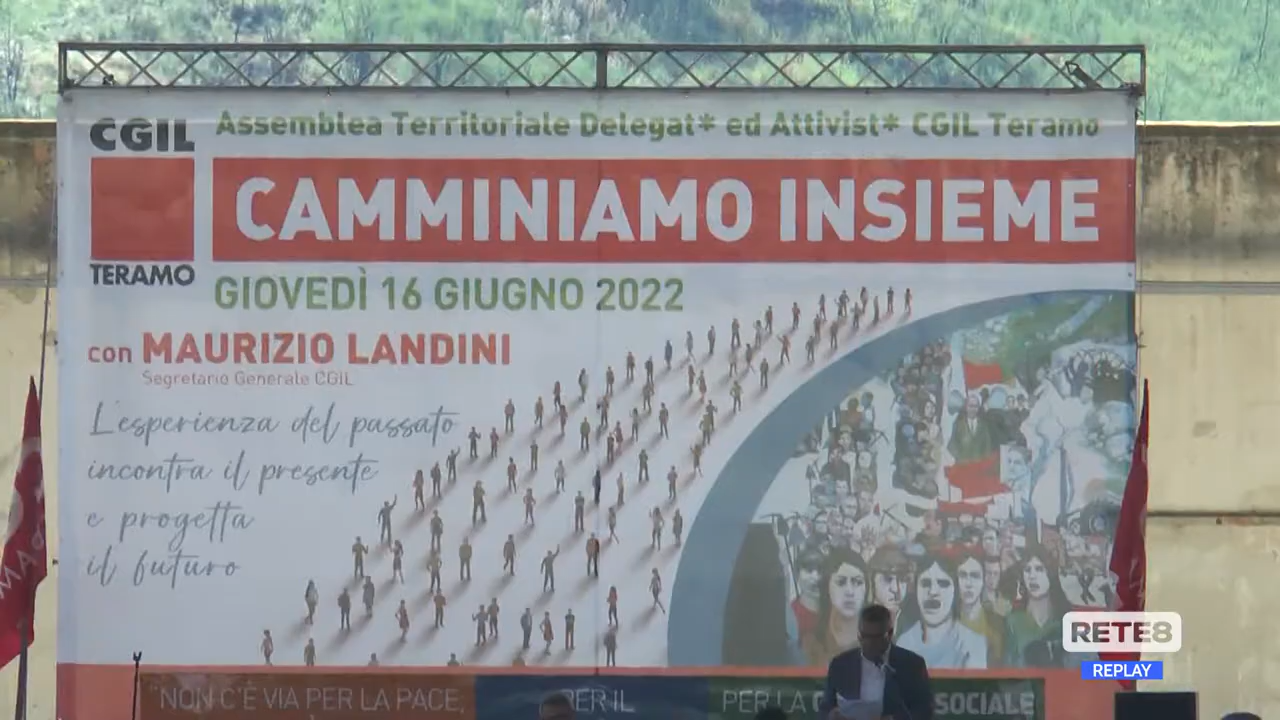 CGIL
TERAMO
Assemblea Territoriale Delegat* ed Attivist* CGIL Teramo
CAMMINIAMO INSIEME
GIOVEDÌ 16 GIUGNO 2022
con MAURIZIO LANDINI
Segretario Generale CGIL
L'esperienza del passato
incontra il presente
e progetta
il futuro
"NON C'È VIA PER LA PACE,
PER IL
PER LA
SOCIALE
RETE8
REPLAY